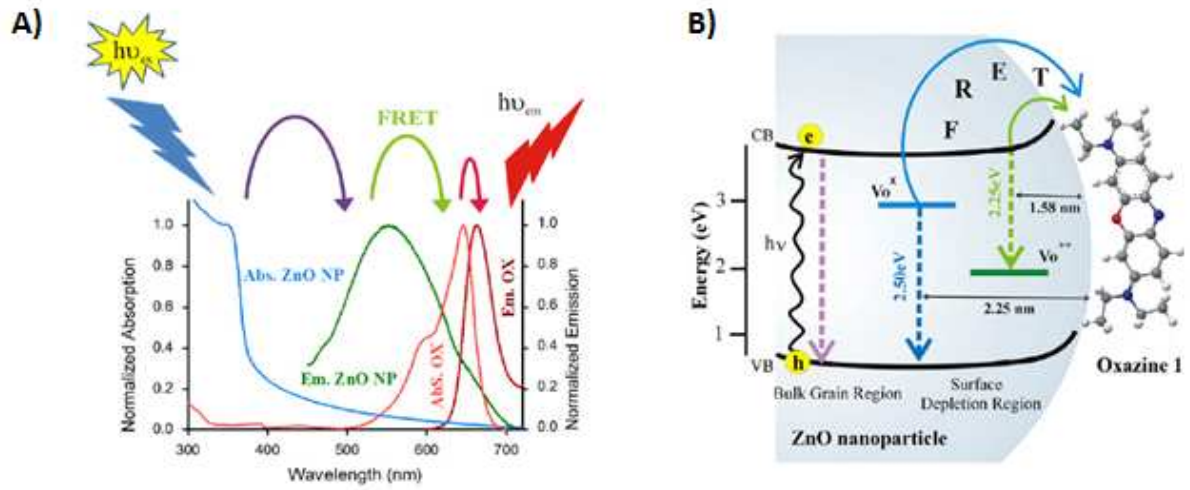 A)
hυex
FRET
hυem
1.0
0.8
0.6
0.4
0.2
0.0
Normalized Absorption
Abs. ZnO NP
Em. ZnO NP
AbS. OX
Em. OX
1.0
0.8
0.6
0.4
0.2
0.0
Normalized Emission
300
400
500
600
700
Wavelength (nm)
B)
F R E T
CB
e
3
2
1
Energy (eV)
hν
Vo×
2.50eV
2.25eV
1.58 nm
Vo••
2.25 nm
VB
h
Bulk Grain Region
Surface
Depletion Region
Oxazine 1
ZnO nanoparticle